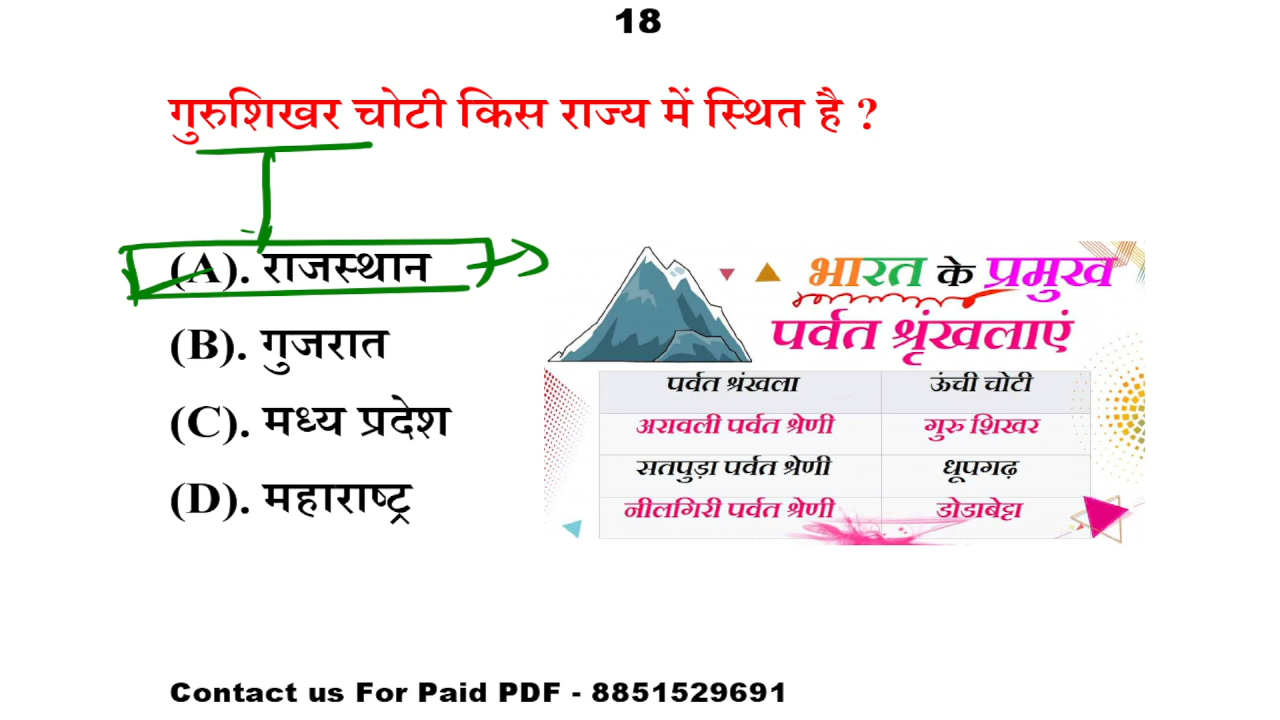 18
गुरुशिखर चोटी किस राज्य में स्थित है ?
(A). राजस्थान
(B). गुजरात
(C). मध्य प्रदेश
(D). महाराष्ट्र
भारत के प्रमुख
पर्वत श्रृंखलाएं
पर्वत श्रंखला ऊंची चोटी
अरावली पर्वत श्रेणी गुरु शिखर
सतपुड़ा पर्वत श्रेणी धूपगढ़
नीलगिरी पर्वत श्रेणी डोडाबेट्टा
Contact us For Paid PDF - 8851529691